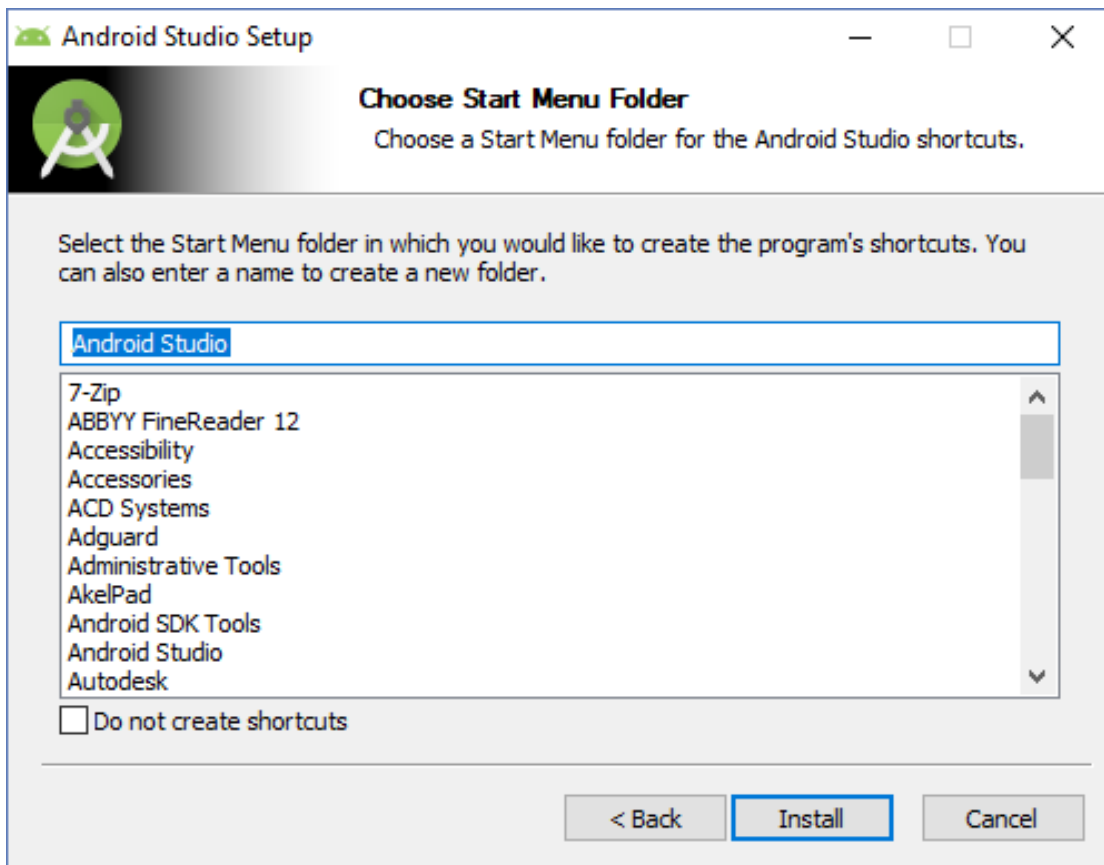 Android Studio Setup
Choose Start Menu Folder
Choose a Start Menu folder for the Android Studio shortcuts.
Select the Start Menu folder in which you would like to create the program's shortcuts. You
can also enter a name to create a new folder.
Android Studio
7-Zip
ABBYY FineReader 12
Accessibility
Accessories
ACD Systems
Adguard
Administrative Tools
AkelPad
Android SDK Tools
Android Studio
Autodesk
Do not create shortcuts
< Back Install Cancel